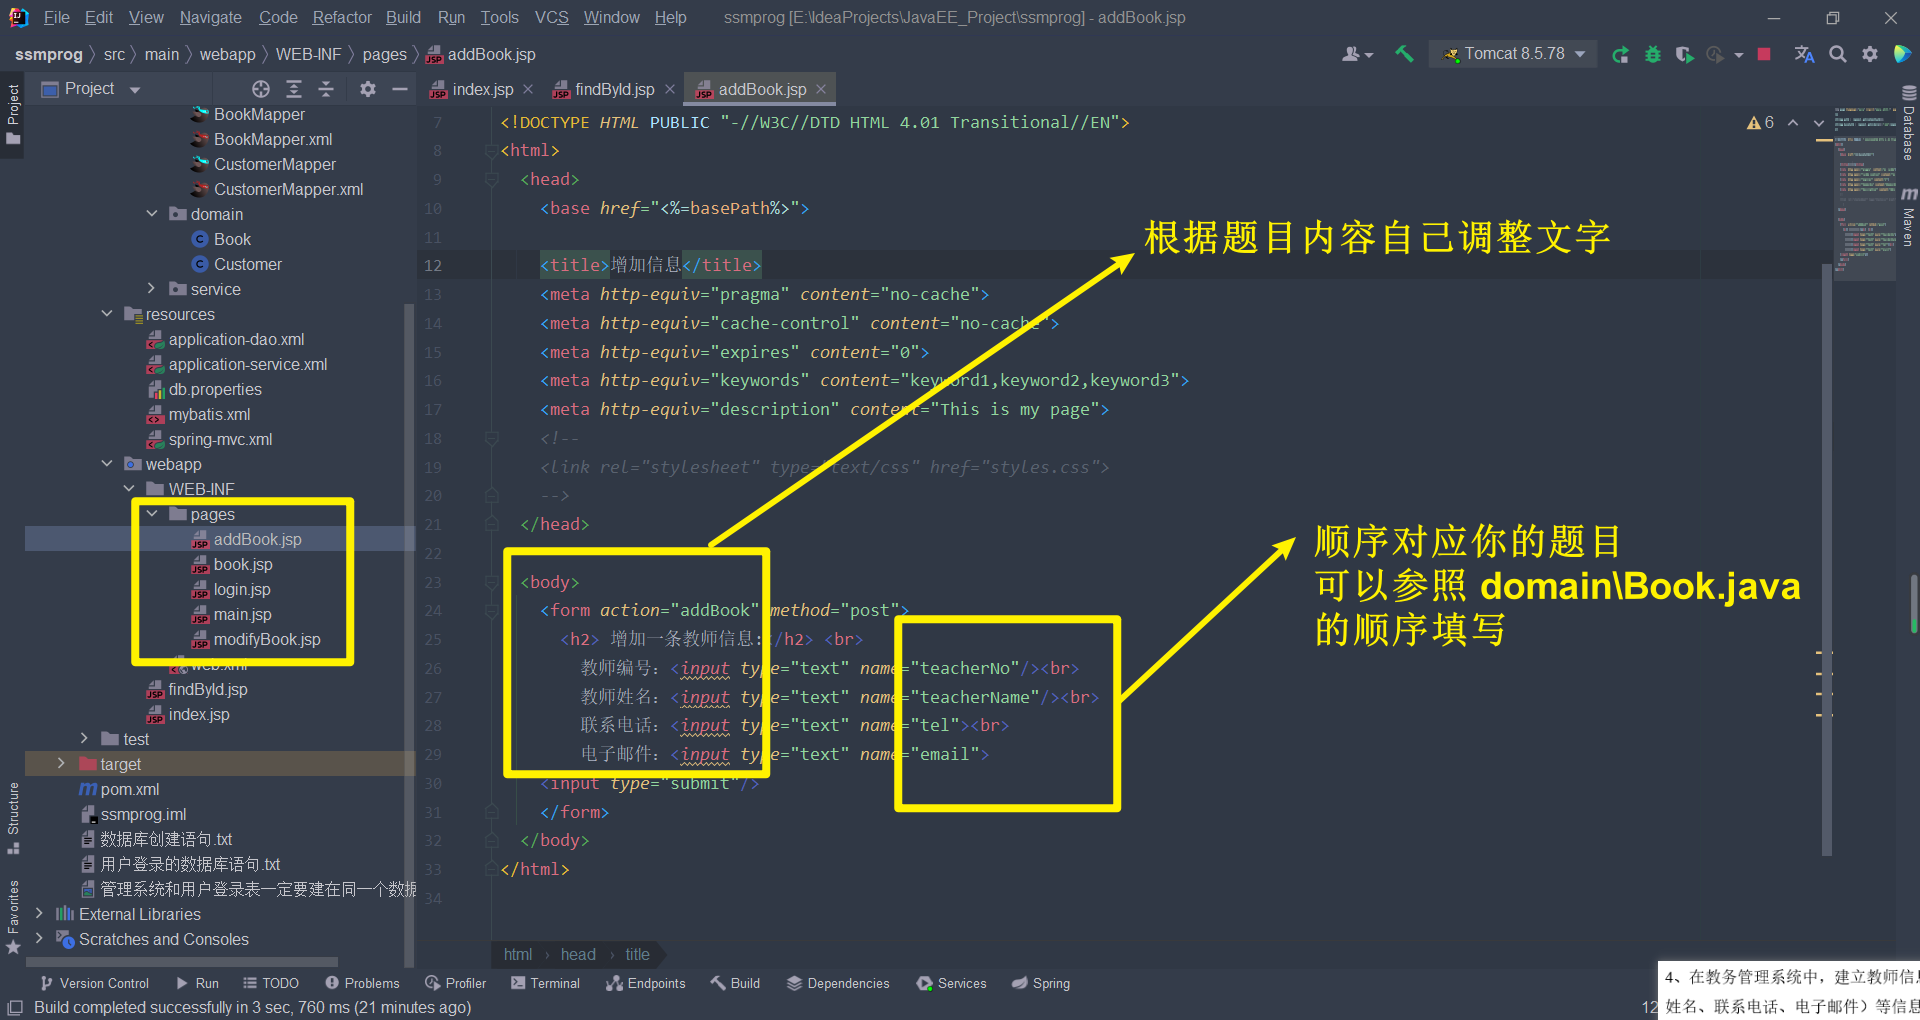 File Edit View Navigate Code Refactor Build Run Tools VCS Window Help ssmprog [E:\IdeaProjects\JavaEE_Project\ssmprog] - addBook.jsp
ssmprog src main webapp WEB-INF pages addBook.jsp Tomcat 8.5.78
Project
index.jsp findById.jsp addBook.jsp
Project
Structure
Favorites
Database
Maven
BookMapper
BookMapper.xml
CustomerMapper
CustomerMapper.xml
domain
Book
Customer
service
resources
application-dao.xml
application-service.xml
db.properties
mybatis.xml
spring-mvc.xml
webapp
WEB-INF
pages
addBook.jsp
book.jsp
login.jsp
main.jsp
modifyBook.jsp
web.xml
findById.jsp
index.jsp
test
target
pom.xml
ssmprog.iml
数据库创建语句.txt
用户登录的数据库语句.txt
管理系统和用户登录表一定要建在同一个数据
External Libraries
Scratches and Consoles
6
7 <!DOCTYPE HTML PUBLIC "-//W3C//DTD HTML 4.01 Transitional//EN">
8 <html>
9 <head>
10 <base href="<%=basePath%>">
11
12 <title>增加信息</title>
13 <meta http-equiv="pragma" content="no-cache">
14 <meta http-equiv="cache-control" content="no-cache">
15 <meta http-equiv="expires" content="0">
16 <meta http-equiv="keywords" content="keyword1,keyword2,keyword3">
17 <meta http-equiv="description" content="This is my page">
18 <!--
19 <link rel="stylesheet" type="text/css" href="styles.css">
20 -->
21 </head>
22
23 <body>
24 <form action="addBook" method="post">
25 <h2> 增加一条教师信息:</h2> <br>
26 教师编号: <input type="text" name="teacherNo"/><br>
27 教师姓名: <input type="text" name="teacherName"/><br>
28 联系电话: <input type="text" name="tel"><br>
29 电子邮件: <input type="text" name="email">
30 <input type="submit"/>
31 </form>
32 </body>
33 </html>
34
根据题目内容自己调整文字
顺序对应你的题目
可以参照 domain\Book.java
的顺序填写
html head title
Version Control Run TODO Problems Profiler Terminal Endpoints Build Dependencies Services Spring
Build completed successfully in 3 sec, 760 ms (21 minutes ago)
12
4、在教务管理系统中，建立教师信息
姓名、联系电话、电子邮件）等信息